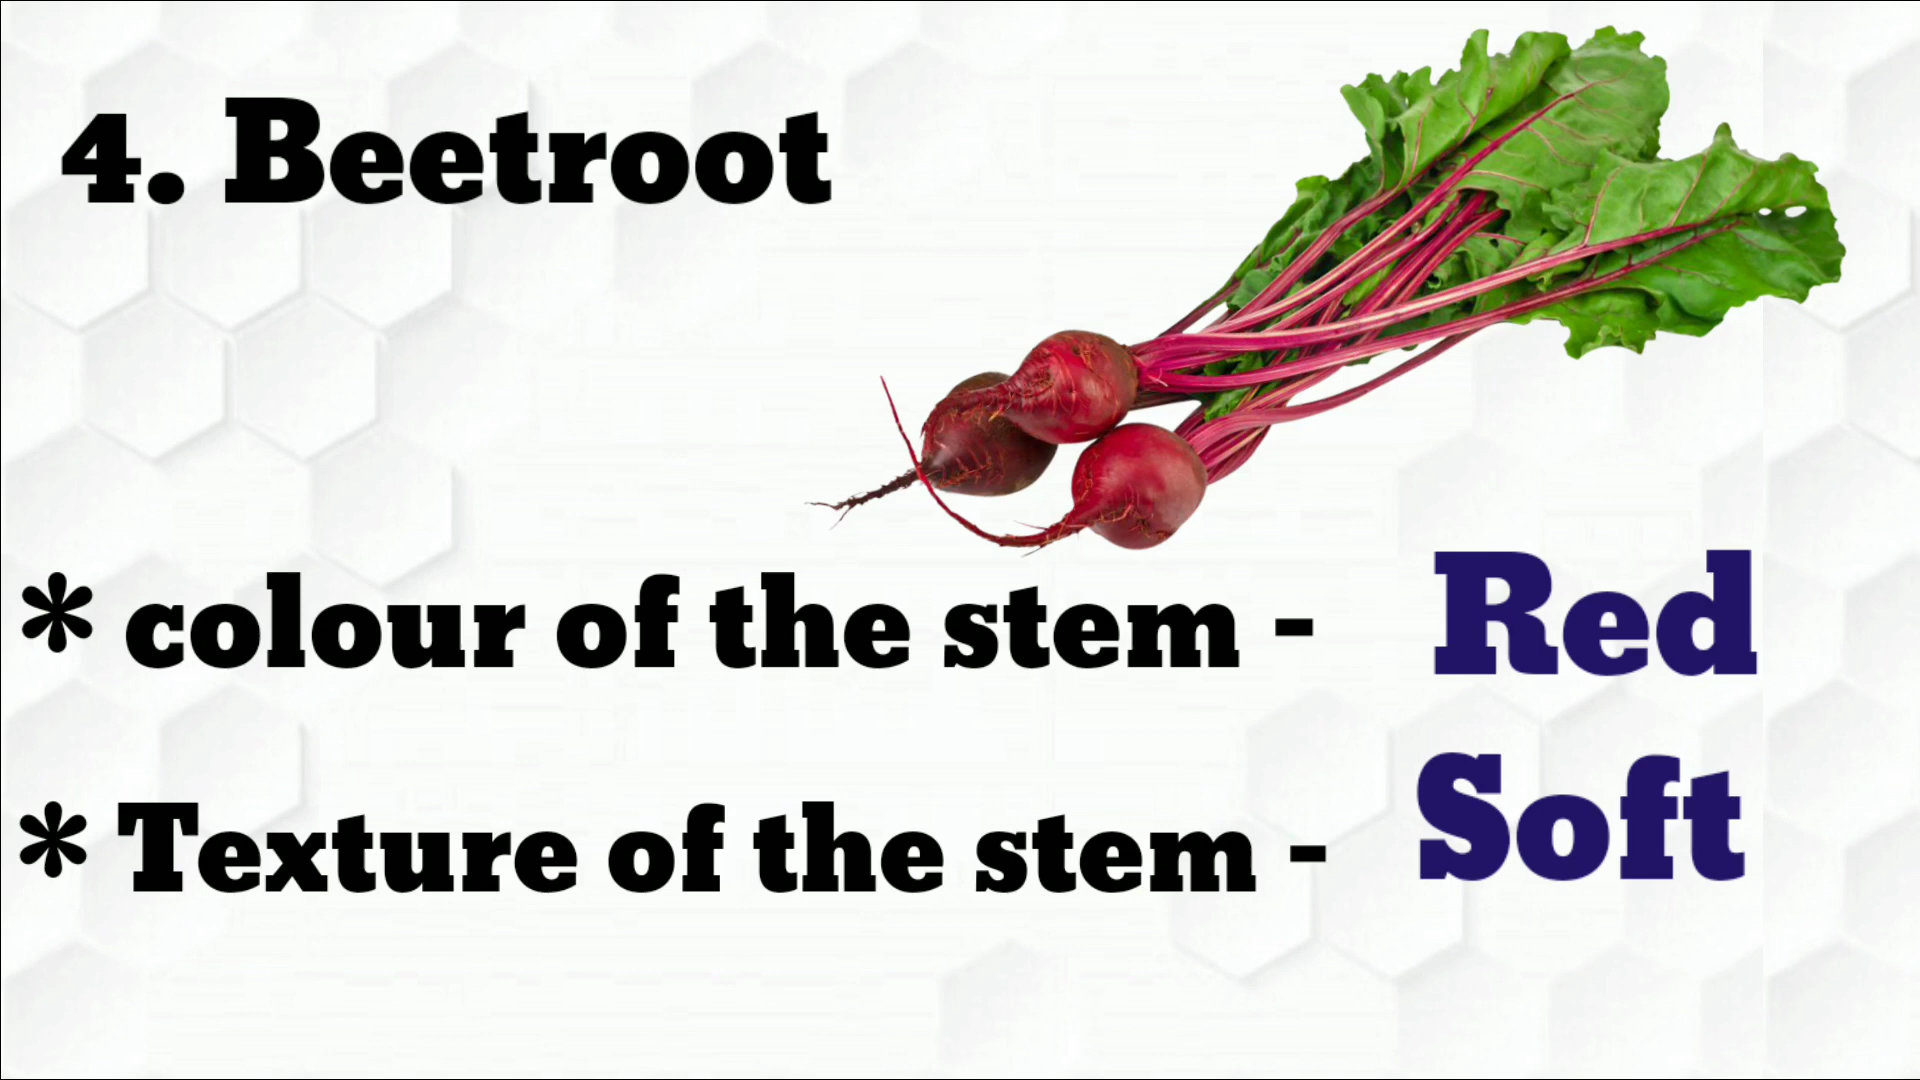 4. Beetroot
* colour of the stem - Red
* Texture of the stem - Soft